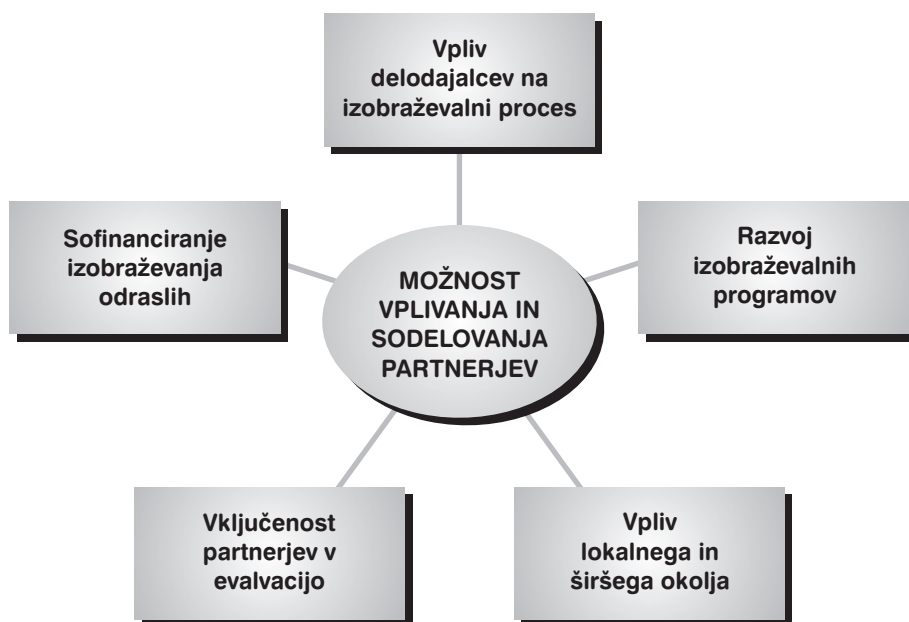 Vpliv
delodajalcev na
izobraževalni proces
Sofinanciranje
izobraževanja
odraslih
Razvoj
izobraževalnih
programov
MOŽNOST
VPLIVANJA IN
SODELOVANJA
PARTNERJEV
Vključenost
partnerjev v
evalvacijo
Vpliv
lokalnega in
širšega okolja